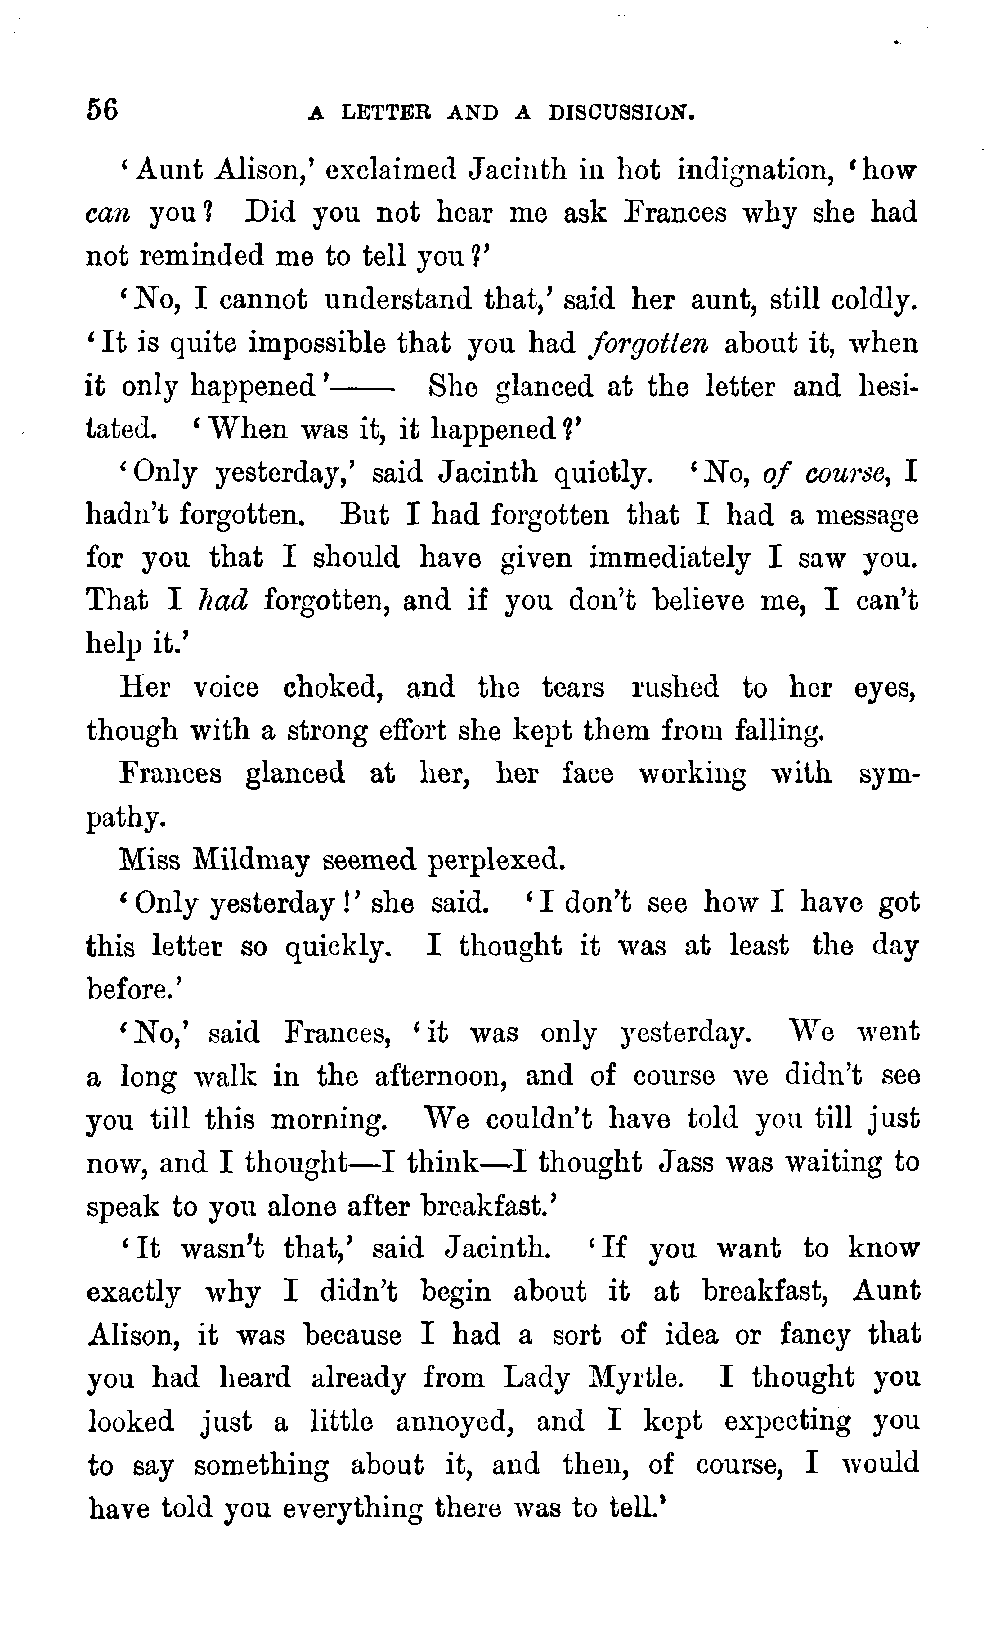 56 A LETTER AND A DISCUSSION.
‘Aunt Alison,’ exclaimed Jacinth in hot indignation, ‘how
can you? Did you not hear me ask Frances why she had
not reminded me to tell you?’
‘No, I cannot understand that,’ said her aunt, still coldly.
‘It is quite impossible that you had forgotten about it, when
it only happened’—— She glanced at the letter and hesi-
tated. ‘When was it, it happened?’
‘Only yesterday,’ said Jacinth quietly. ‘No, of course, I
hadn’t forgotten. But I had forgotten that I had a message
for you that I should have given immediately I saw you.
That I had forgotten, and if you don’t believe me, I can’t
help it.’
Her voice choked, and the tears rushed to her eyes,
though with a strong effort she kept them from falling.
Frances glanced at her, her face working with sym-
pathy.
Miss Mildmay seemed perplexed.
‘Only yesterday!’ she said. ‘I don’t see how I have got
this letter so quickly. I thought it was at least the day
before.’
‘No,’ said Frances, ‘it was only yesterday. We went
a long walk in the afternoon, and of course we didn’t see
you till this morning. We couldn’t have told you till just
now, and I thought—I think—I thought Jass was waiting to
speak to you alone after breakfast.’
‘It wasn’t that,’ said Jacinth. ‘If you want to know
exactly why I didn’t begin about it at breakfast, Aunt
Alison, it was because I had a sort of idea or fancy that
you had heard already from Lady Myrtle. I thought you
looked just a little annoyed, and I kept expecting you
to say something about it, and then, of course, I would
have told you everything there was to tell.’